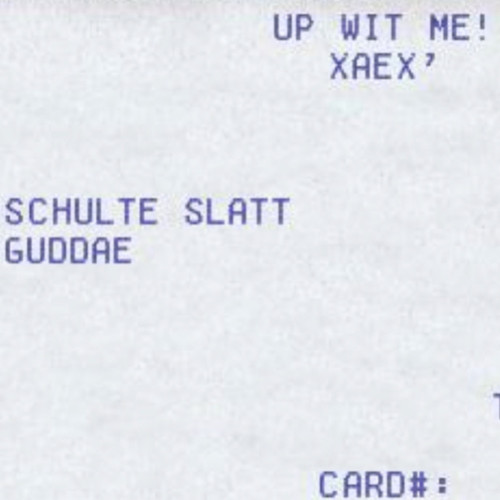 UP WIT ME!
XAEX’
SCHULTE SLATT
GUDDAE
T
CARD#: